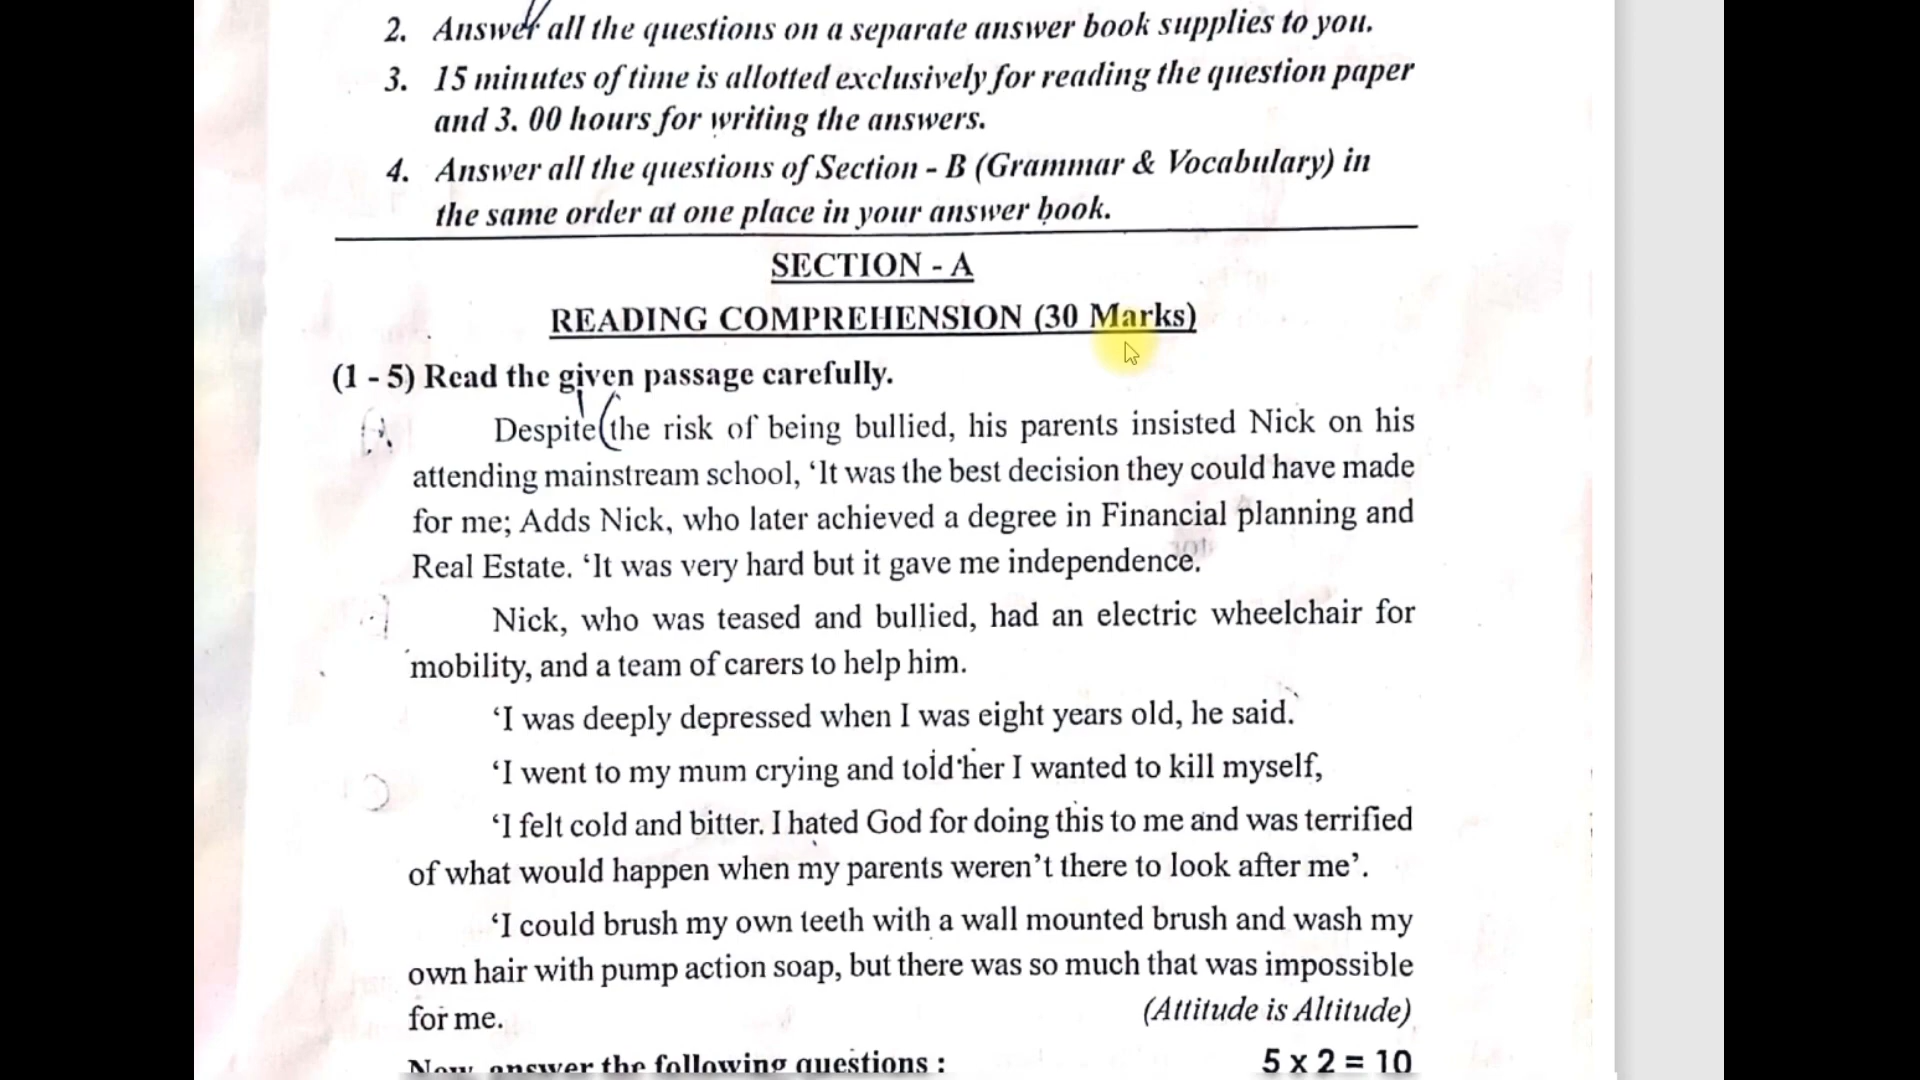 2. Answer all the questions on a separate answer book supplies to you.
3. 15 minutes of time is allotted exclusively for reading the question paper
and 3. 00 hours for writing the answers.
4. Answer all the questions of Section - B (Grammar & Vocabulary) in
the same order at one place in your answer book.
SECTION - A
READING COMPREHENSION (30 Marks)
(1 - 5) Read the given passage carefully.
Despite the risk of being bullied, his parents insisted Nick on his
attending mainstream school, ‘It was the best decision they could have made
for me; Adds Nick, who later achieved a degree in Financial planning and
Real Estate. ‘It was very hard but it gave me independence.’
Nick, who was teased and bullied, had an electric wheelchair for
mobility, and a team of carers to help him.
‘I was deeply depressed when I was eight years old, he said.
‘I went to my mum crying and told her I wanted to kill myself,
‘I felt cold and bitter. I hated God for doing this to me and was terrified
of what would happen when my parents weren’t there to look after me’.
‘I could brush my own teeth with a wall mounted brush and wash my
own hair with pump action soap, but there was so much that was impossible
for me. (Attitude is Altitude)
Now answer the following questions : 5 x 2 = 10